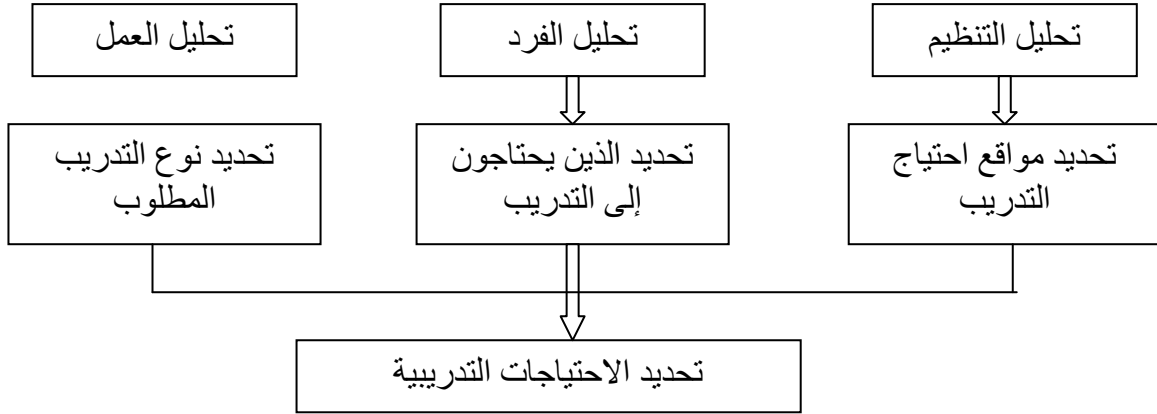 تحليل التنظيم
تحليل الفرد
تحليل العمل
تحديد مواقع احتياج
التدريب
تحديد الذين يحتاجون
إلى التدريب
تحديد نوع التدريب
المطلوب
تحديد الاحتياجات التدريبية